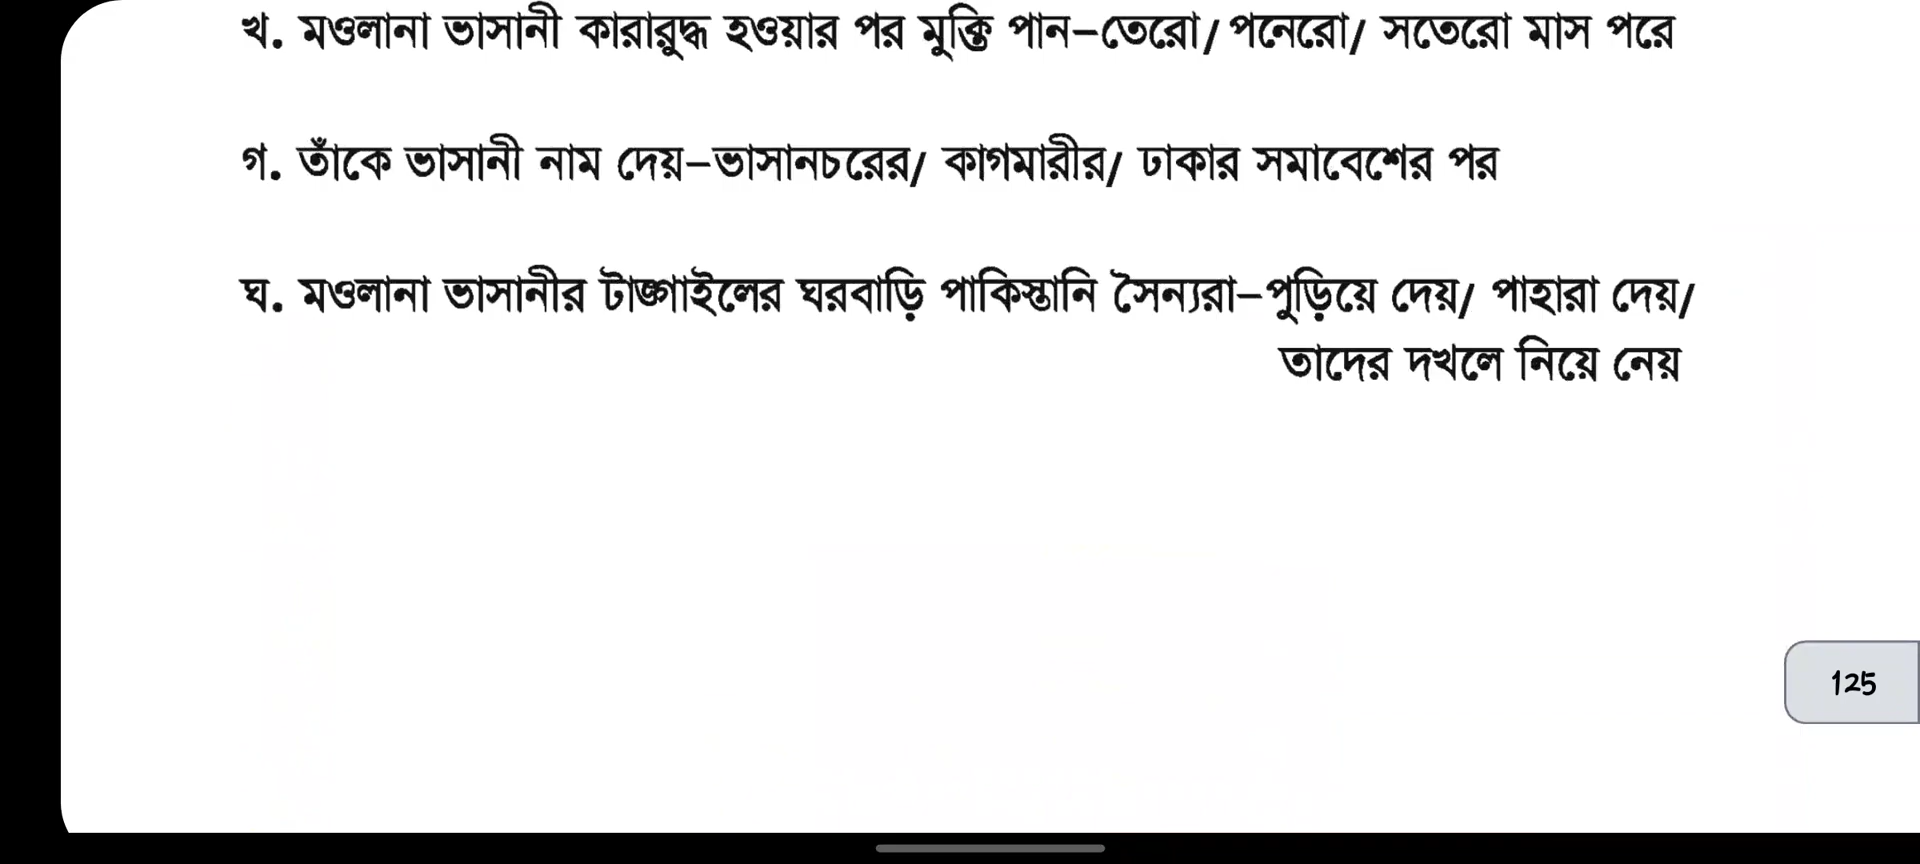 খ. মওলানা ভাসানী কারারুদ্ধ হওয়ার পর মুক্তি পান–তেরো/ পনেরো/ সতেরো মাস পরে
গ. তাঁকে ভাসানী নাম দেয়–ভাসানচরের/ কাগমারীর/ ঢাকার সমাবেশের পর
ঘ. মওলানা ভাসানীর টাঙ্গাইলের ঘরবাড়ি পাকিস্তানি সৈন্যরা–পুড়িয়ে দেয়/ পাহারা দেয়/
তাদের দখলে নিয়ে নেয়
125